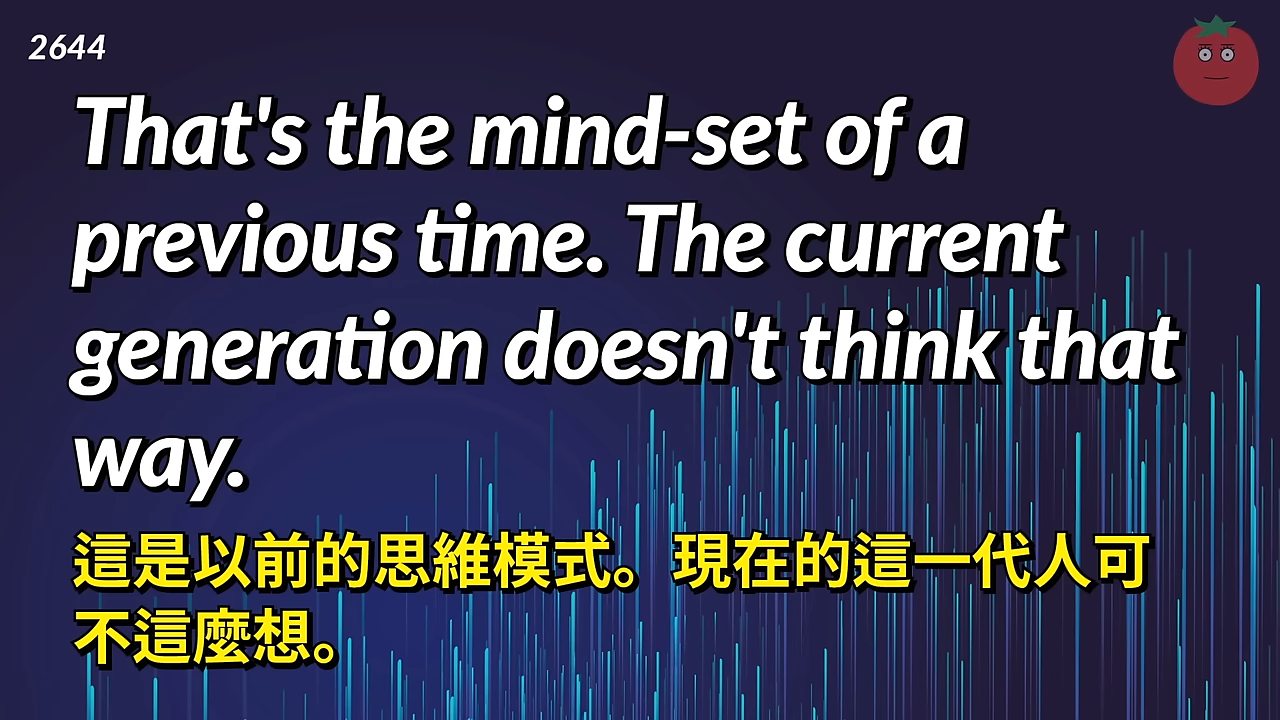 2644
That's the mind-set of a
previous time. The current
generation doesn't think that
way.
這是以前的思維模式。現在的這一代人可
不這麼想。